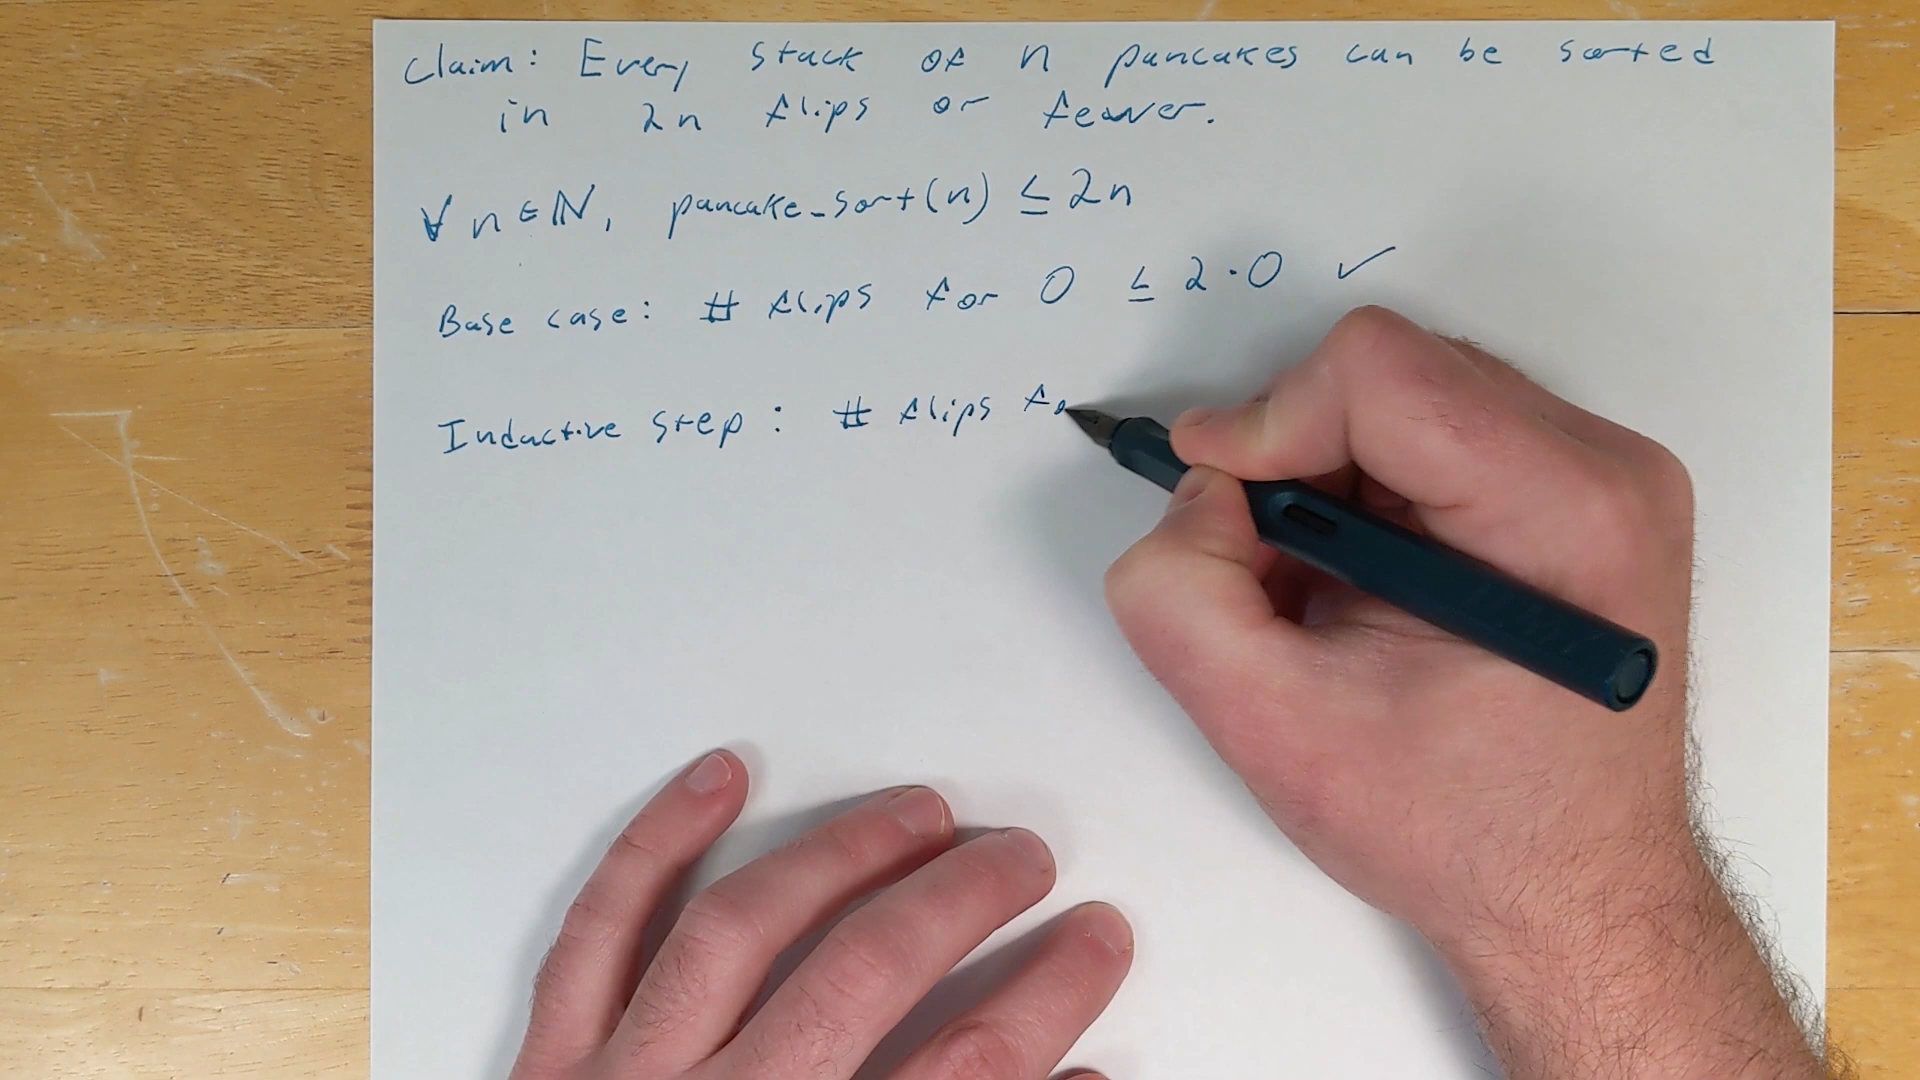 Claim: Every stack of n pancakes can be sorted
in 2n flips or fewer.
∀ n ∈ ℕ, pancake_sort(n) ≤ 2n
Base case: # flips for 0 ≤ 2·0 ✓
Inductive step: # flips fo